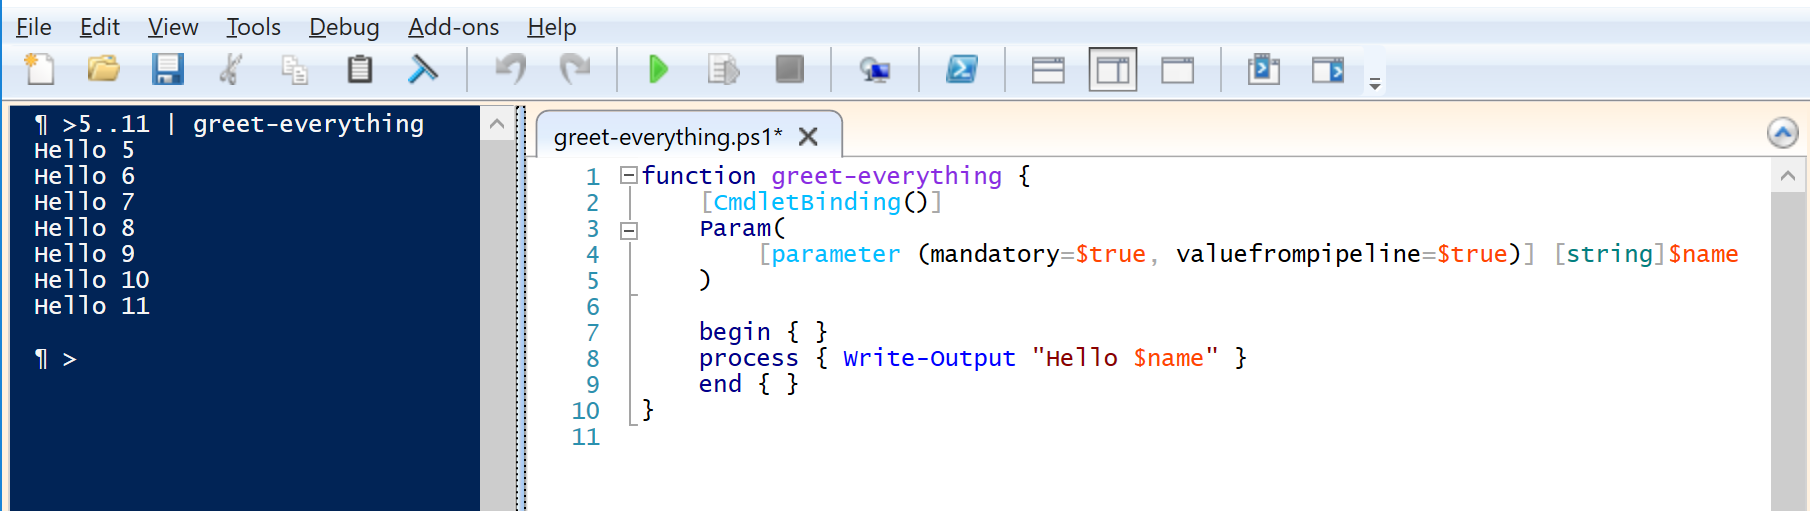 File Edit View Tools Debug Add-ons Help
¶ >5..11 | greet-everything
Hello 5
Hello 6
Hello 7
Hello 8
Hello 9
Hello 10
Hello 11
¶ >
greet-everything.ps1*
1 function greet-everything {
2     [CmdletBinding()]
3     Param(
4         [parameter (mandatory=$true, valuefrompipeline=$true)] [string]$name
5     )
6
7     begin { }
8     process { Write-Output "Hello $name" }
9     end { }
10 }
11